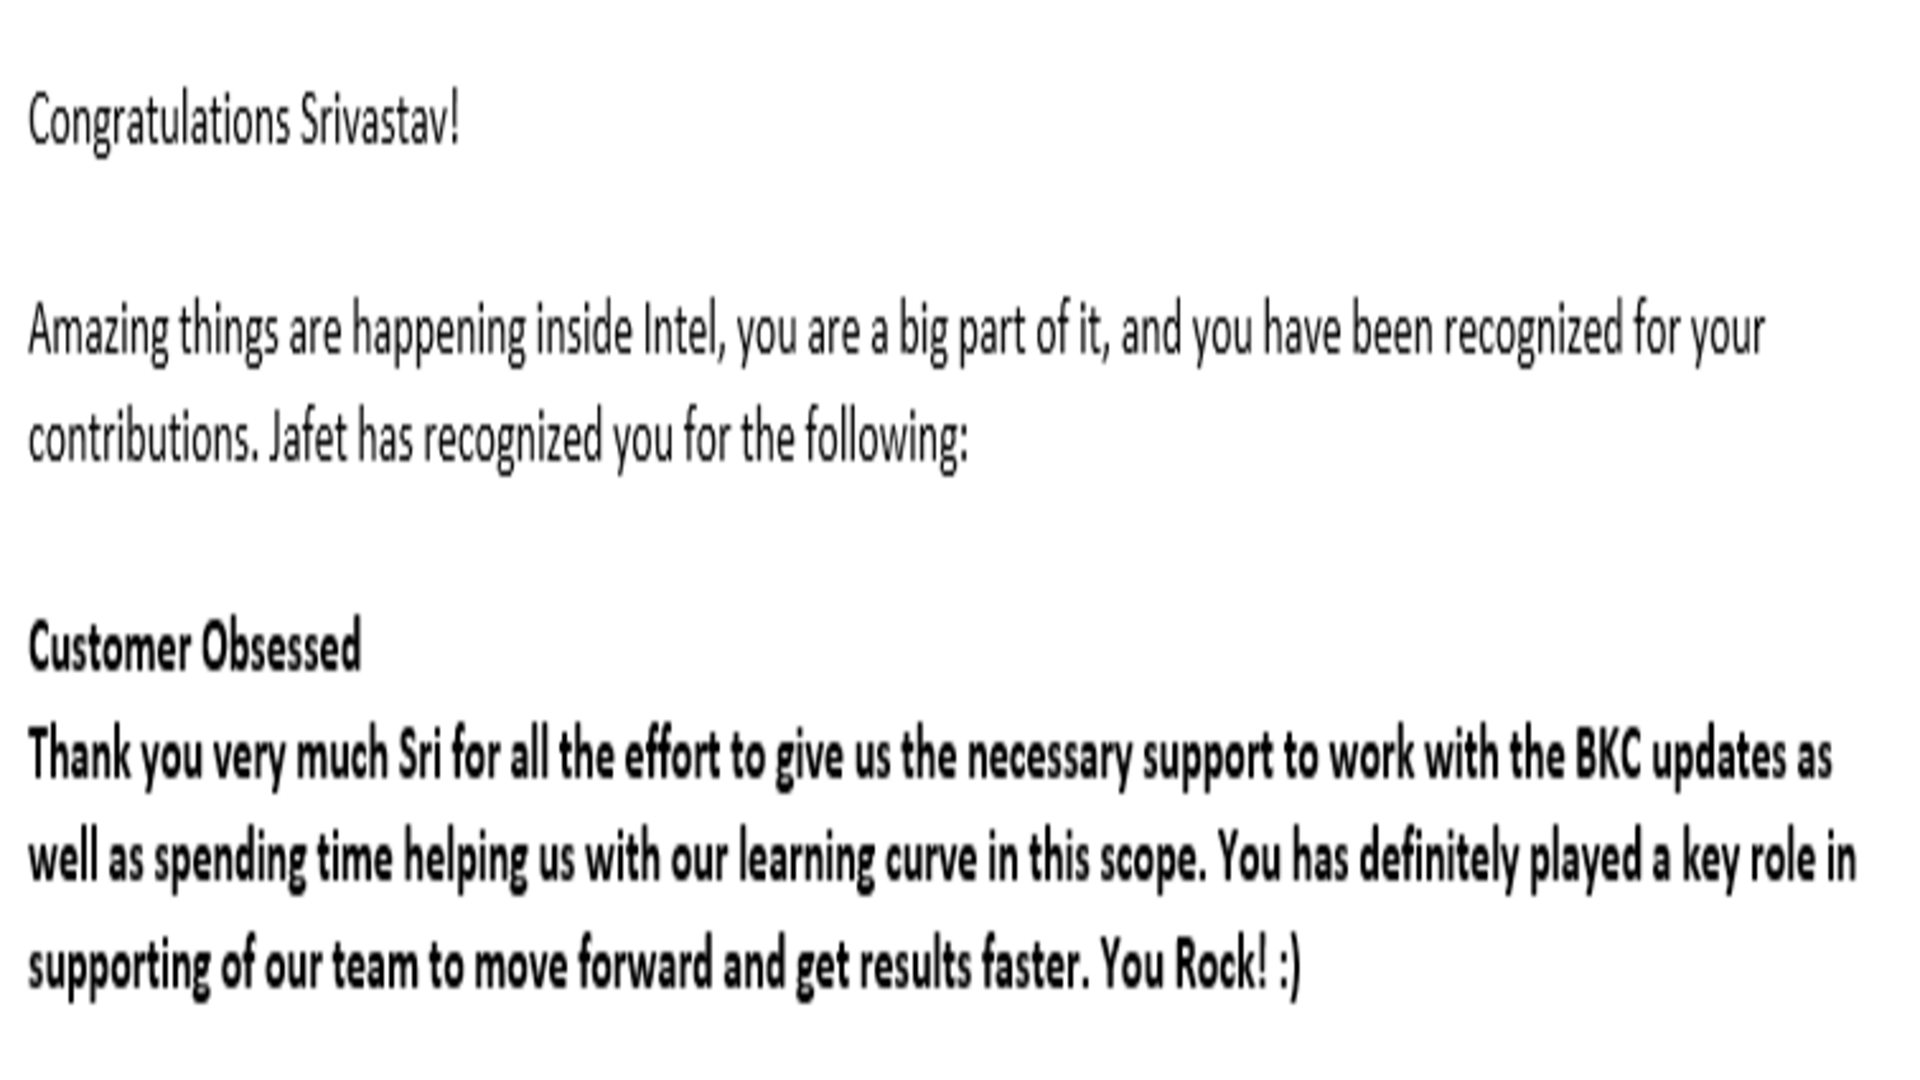 Congratulations Srivastav!
Amazing things are happening inside Intel, you are a big part of it, and you have been recognized for your
contributions. Jafet has recognized you for the following:
Customer Obsessed
Thank you very much Sri for all the effort to give us the necessary support to work with the BKC updates as
well as spending time helping us with our learning curve in this scope. You has definitely played a key role in
supporting of our team to move forward and get results faster. You Rock! :)